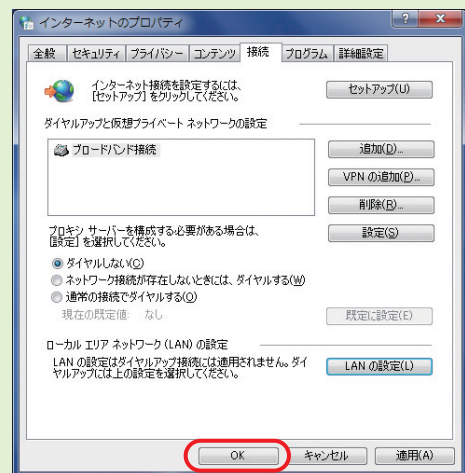 インターネットのプロパティ
全般 セキュリティ プライバシー コンテンツ 接続 プログラム 詳細設定
インターネット接続を設定するには、 セットアップ(U)
[セットアップ] をクリックしてください。
ダイヤルアップと仮想プライベート ネットワークの設定
ブロードバンド接続 追加(D)...
VPN の追加(P)...
削除(R)...
プロキシ サーバーを構成する必要がある場合は、 設定(S)
[設定] を選択してください。
ダイヤルしない(C)
ネットワーク接続が存在しないときには、ダイヤルする(W)
通常の接続でダイヤルする(O)
現在の既定値: なし 既定に設定(E)
ローカル エリア ネットワーク (LAN) の設定
LAN の設定はダイヤルアップ接続には適用されません。ダイ LAN の設定(L)
ヤルアップには上の設定を選択してください。
OK キャンセル 適用(A)